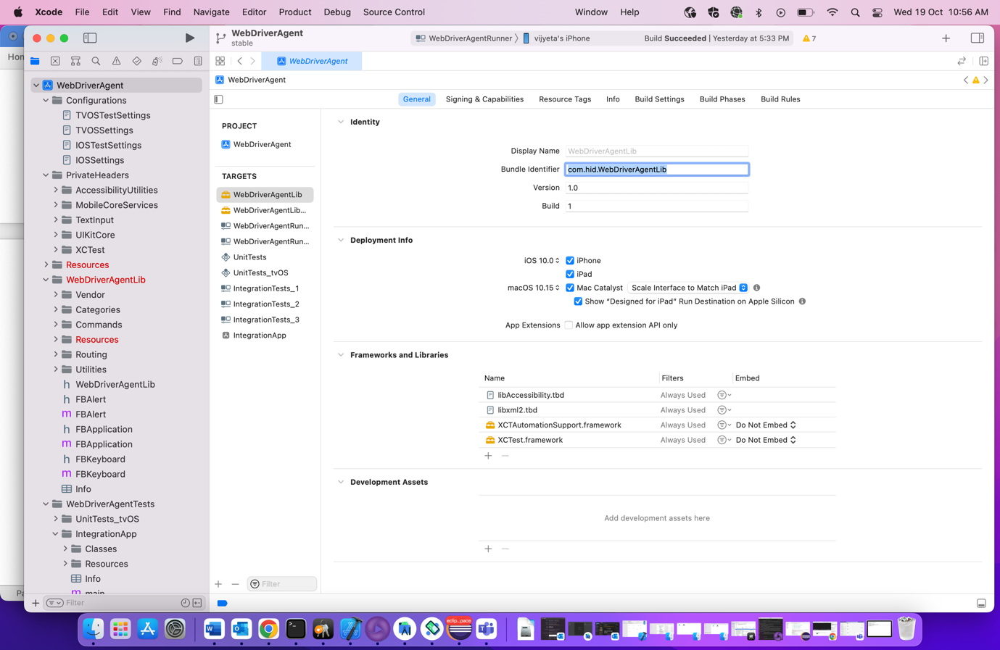 Xcode File Edit View Find Navigate Editor Product Debug Source Control Window Help Wed 19 Oct 10:56 AM
WebDriverAgent
stable
WebDriverAgentRunner vijyeta's iPhone
Build Succeeded | Yesterday at 5:33 PM
7
WebDriverAgent
WebDriverAgent
General Signing & Capabilities Resource Tags Info Build Settings Build Phases Build Rules
WebDriverAgent
Configurations
TVOSTestSettings
TVOSSettings
IOSTestSettings
IOSSettings
PrivateHeaders
AccessibilityUtilities
MobileCoreServices
TextInput
UIKitCore
XCTest
Resources
WebDriverAgentLib
Vendor
Categories
Commands
Resources
Routing
Utilities
h WebDriverAgentLib
h FBAlert
m FBAlert
h FBApplication
m FBApplication
h FBKeyboard
m FBKeyboard
Info
WebDriverAgentTests
UnitTests_tvOS
IntegrationApp
Classes
Resources
Info
m main
Filter
PROJECT
WebDriverAgent
TARGETS
WebDriverAgentLib
WebDriverAgentLib...
WebDriverAgentRun...
WebDriverAgentRun...
UnitTests
UnitTests_tvOS
IntegrationTests_1
IntegrationTests_2
IntegrationTests_3
IntegrationApp
Filter
Identity
Display Name WebDriverAgentLib
Bundle Identifier com.hid.WebDriverAgentLib
Version 1.0
Build 1
Deployment Info
iOS 10.0 iPhone
iPad
macOS 10.15 Mac Catalyst Scale Interface to Match iPad
Show “Designed for iPad” Run Destination on Apple Silicon
App Extensions Allow app extension API only
Frameworks and Libraries
Name Filters Embed
libAccessibility.tbd Always Used
libxml2.tbd Always Used
XCTAutomationSupport.framework Always Used Do Not Embed
XCTest.framework Always Used Do Not Embed
Development Assets
Add development assets here
Hom
Pa